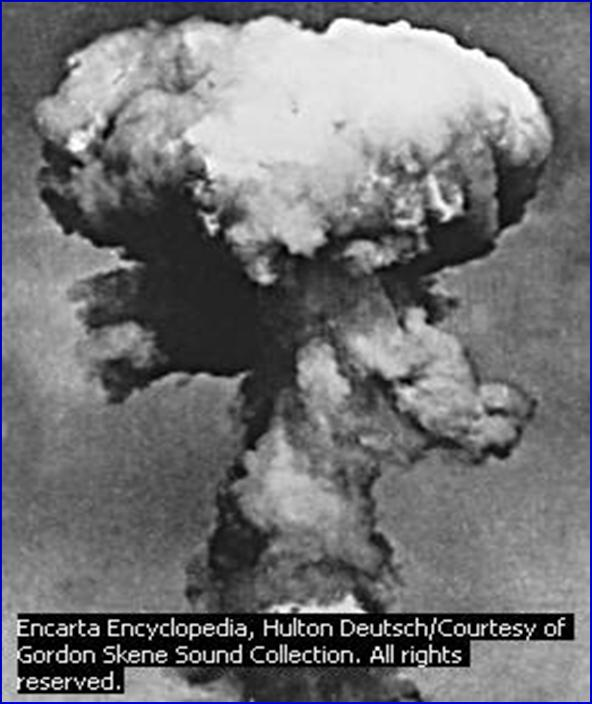 Encarta Encyclopedia, Hulton Deutsch/Courtesy of
Gordon Skene Sound Collection. All rights
reserved.